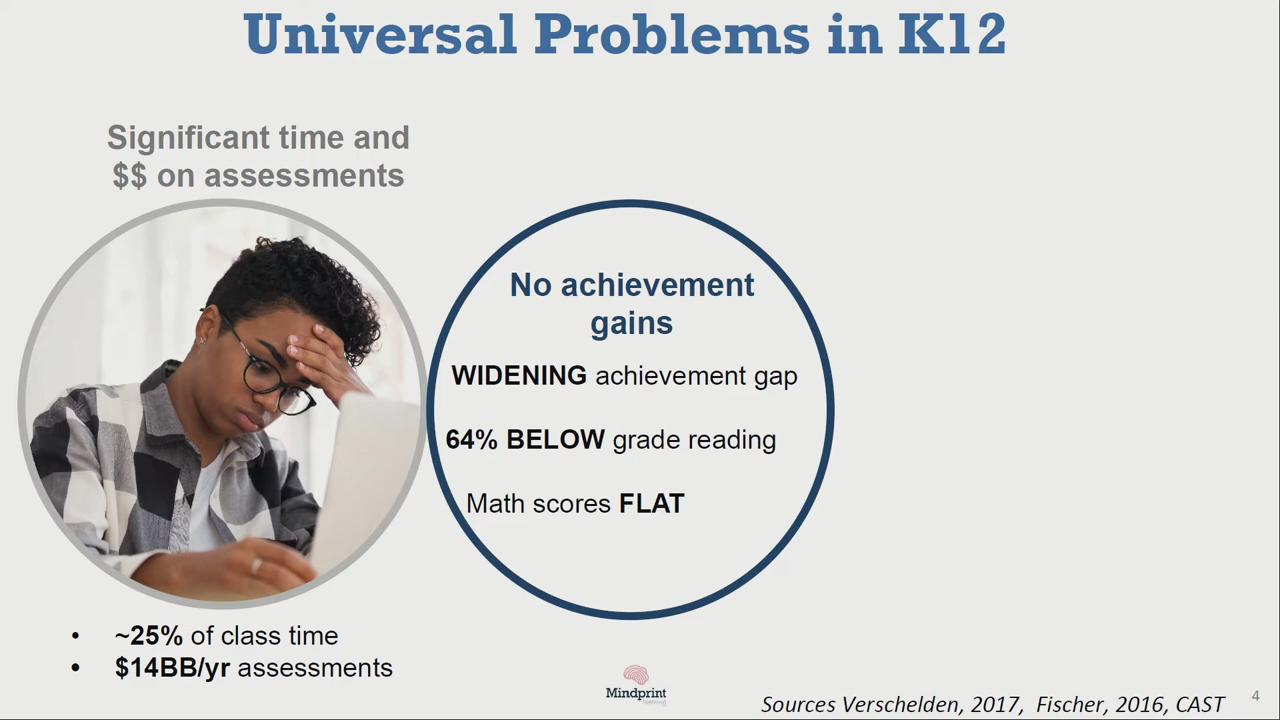 Universal Problems in K12
Significant time and
$$ on assessments
No achievement
gains
WIDENING achievement gap
64% BELOW grade reading
Math scores FLAT
• ~25% of class time
• $14BB/yr assessments
Mindprint
learning
Sources Verschelden, 2017, Fischer, 2016, CAST
4